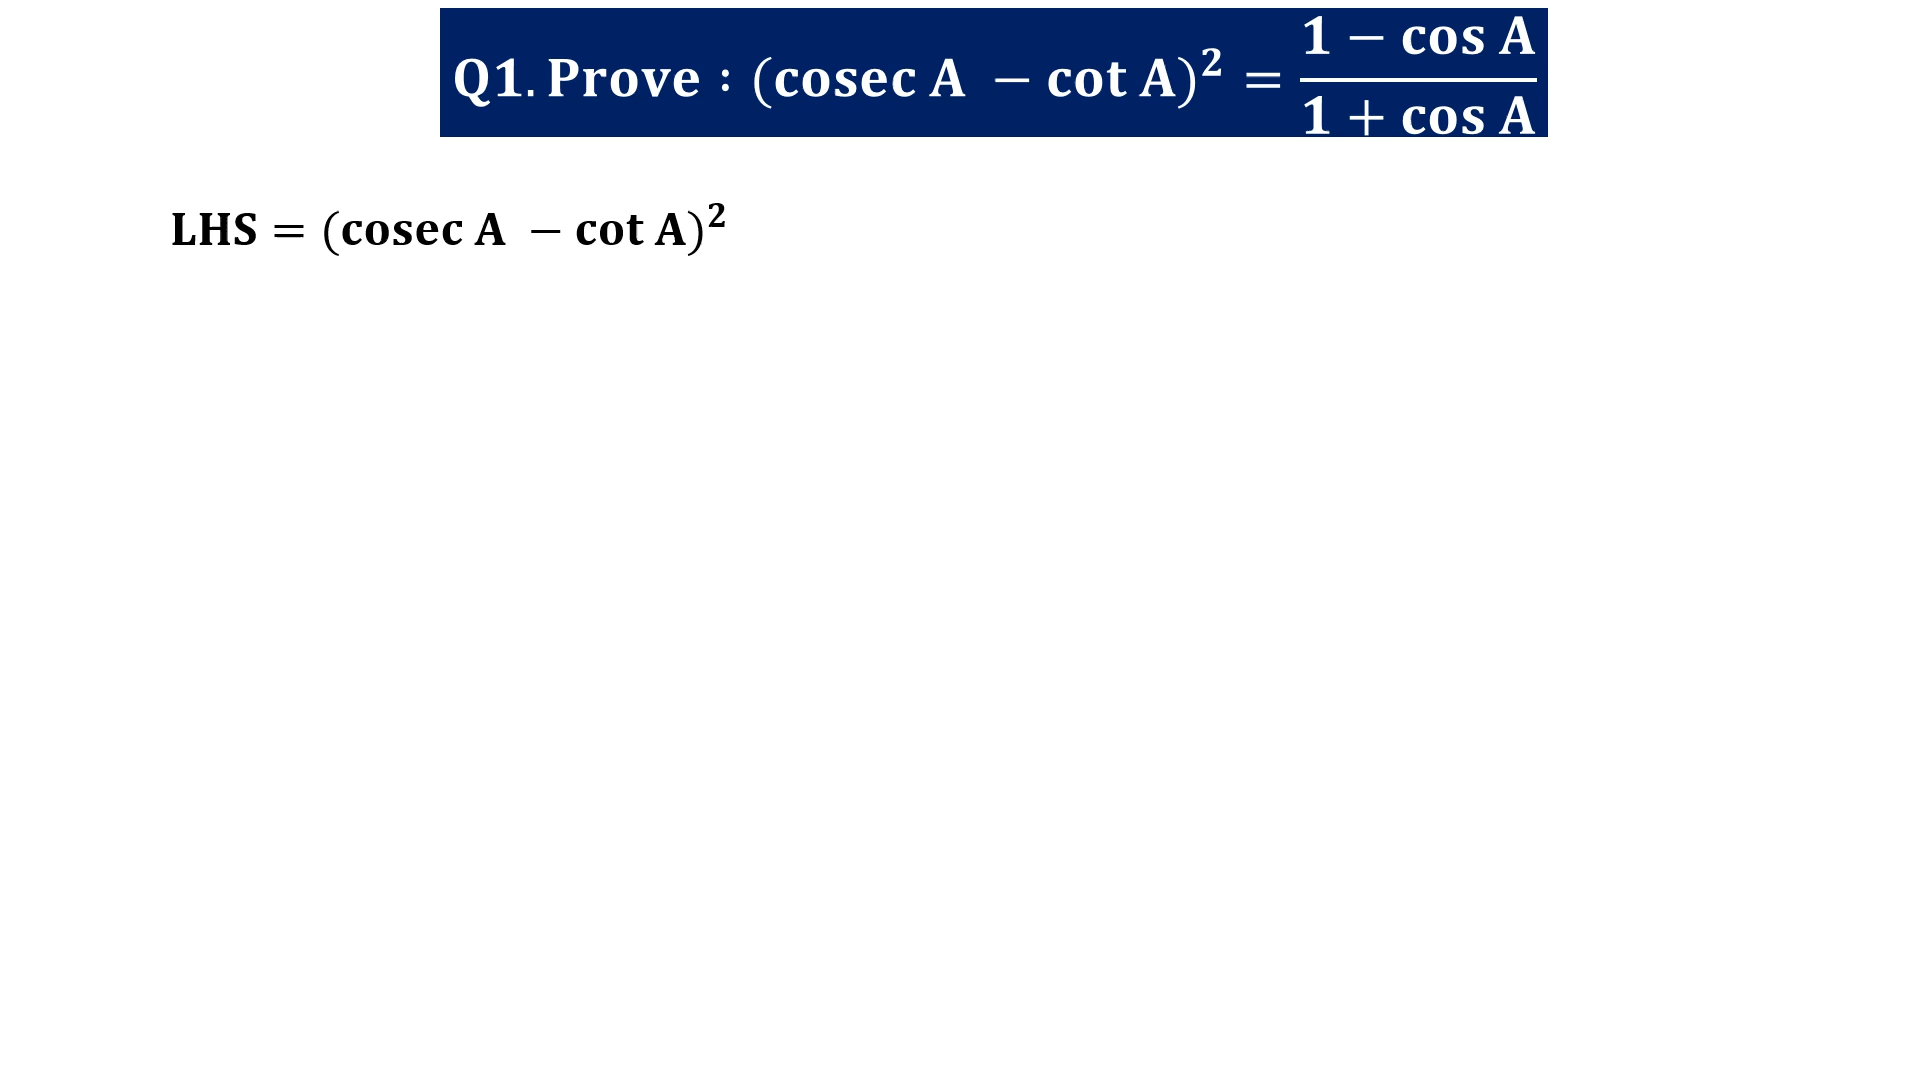 Q1. Prove : (cosec A − cot A)² = (1 − cos A)/(1 + cos A)
LHS = (cosec A − cot A)²